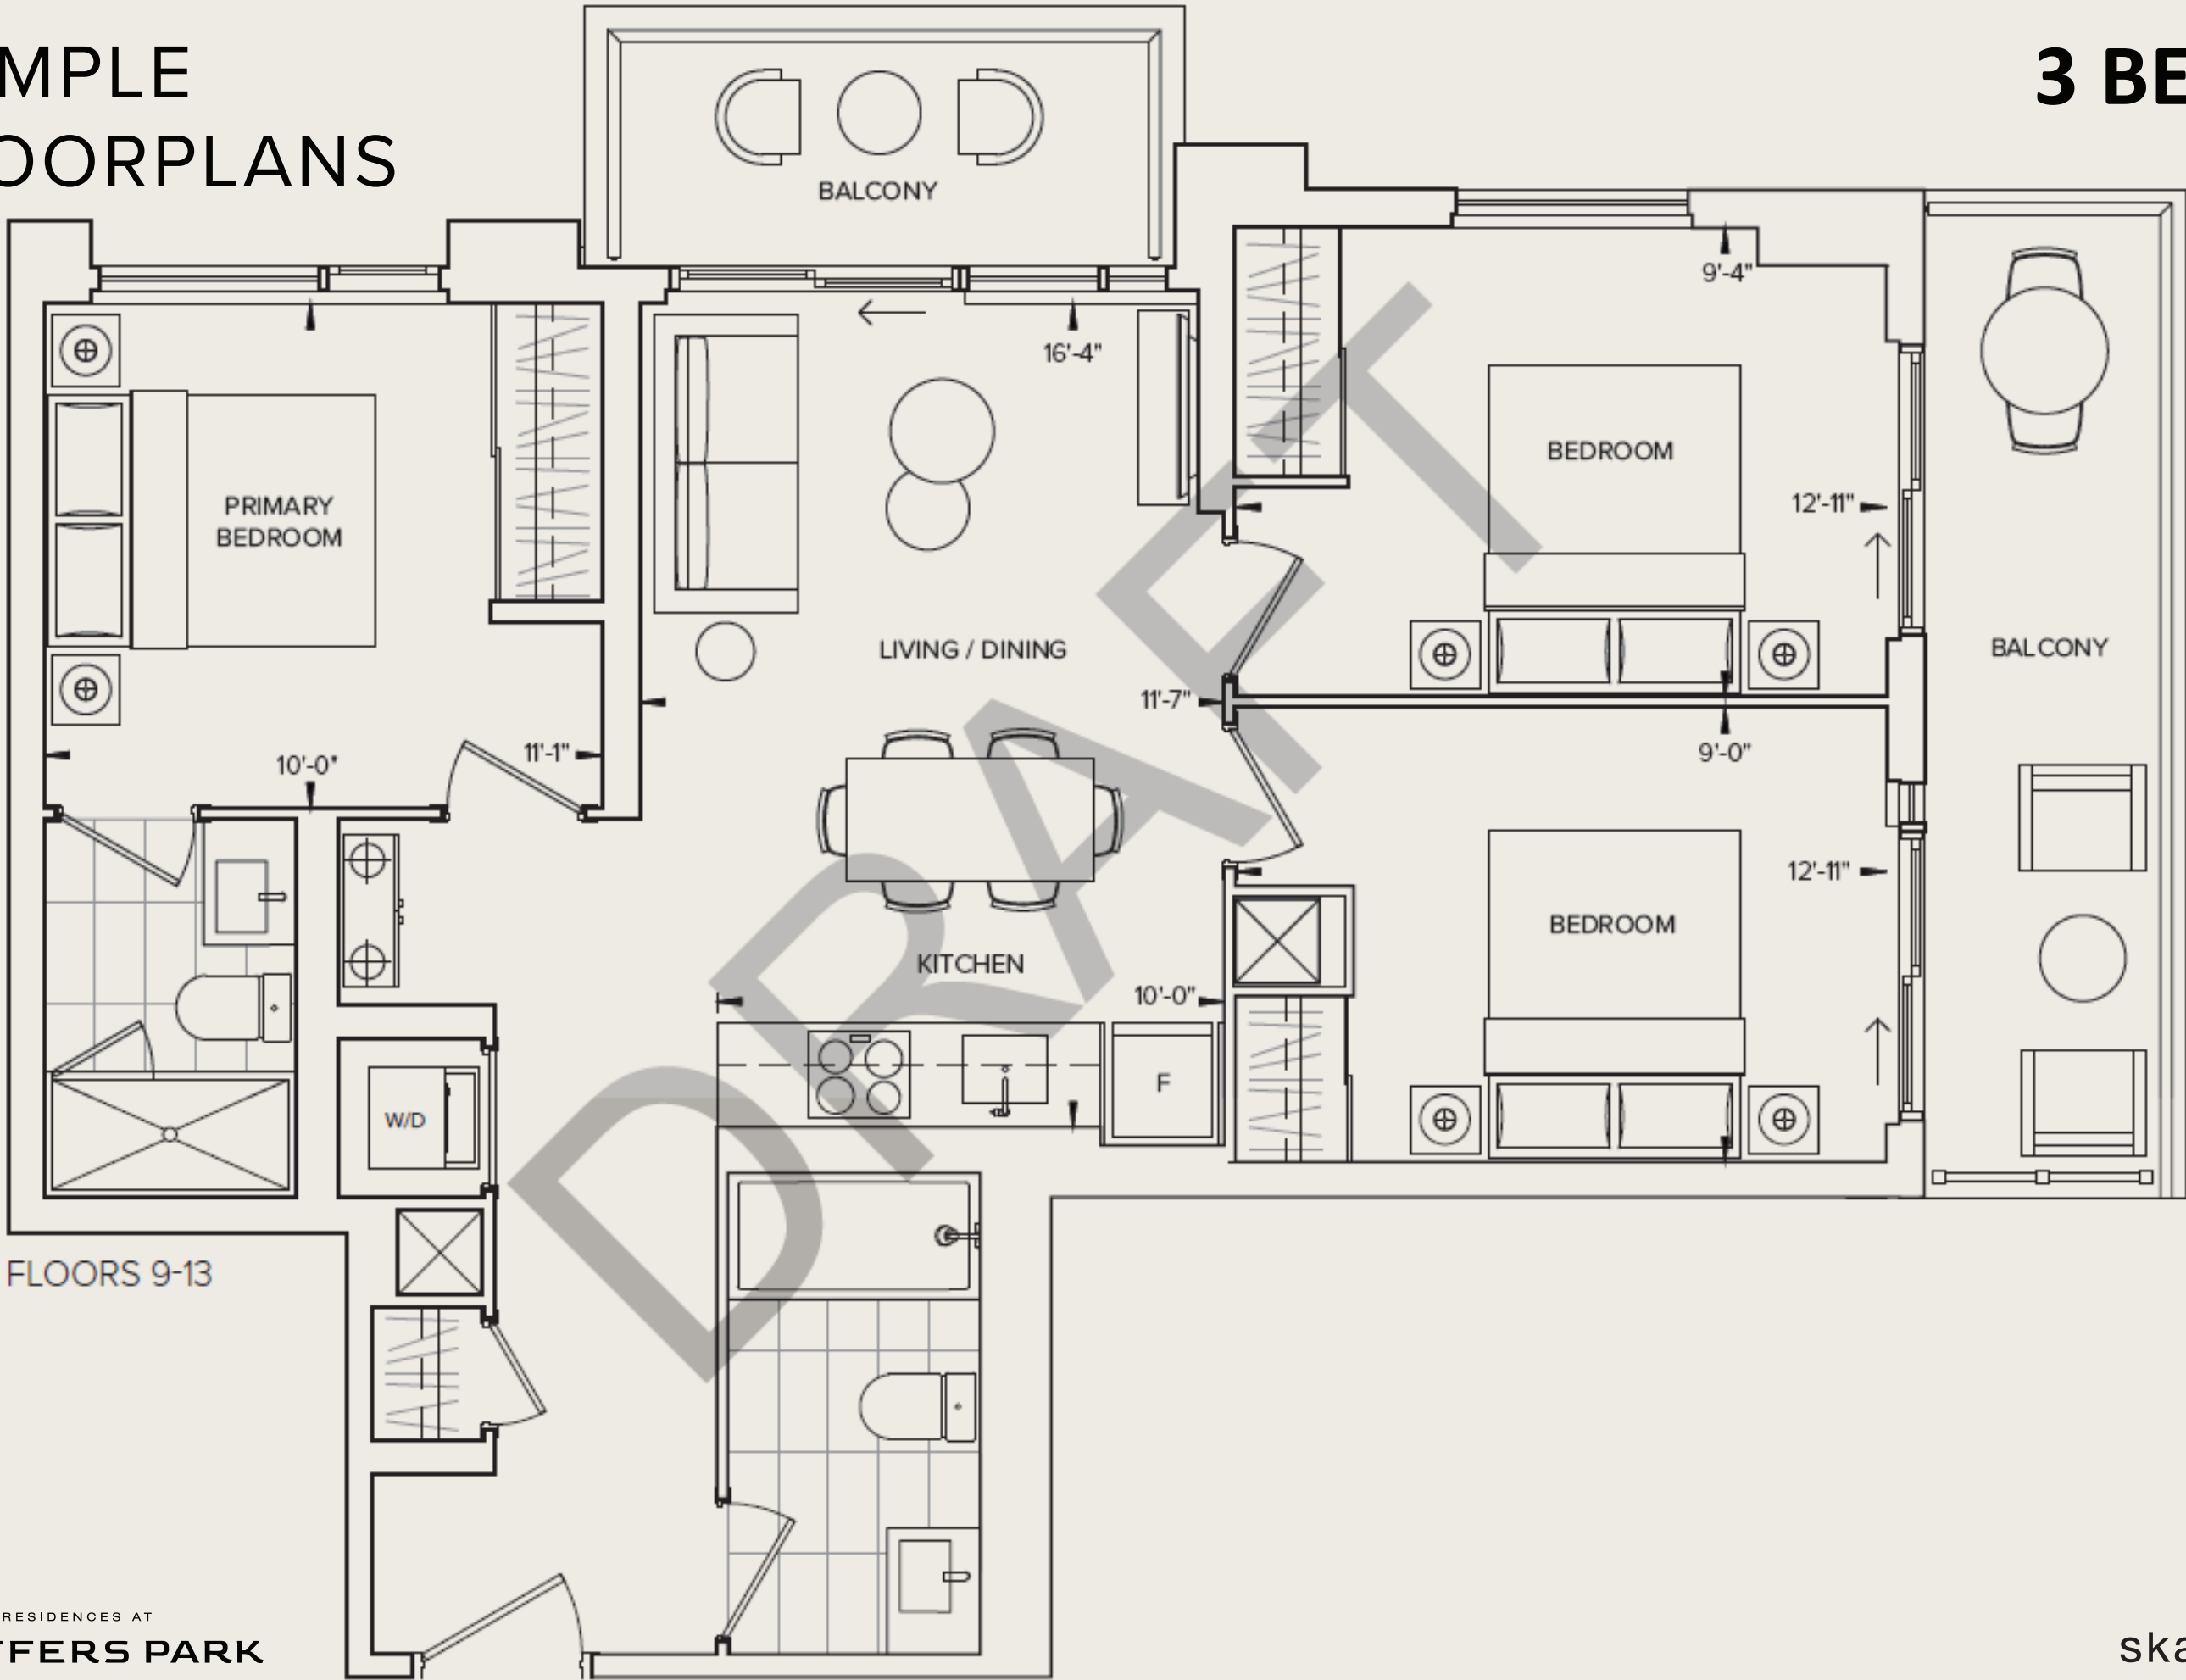 MPLE
OORPLANS
3 BE
BALCONY
9'-4"
16'-4"
BEDROOM
PRIMARY
BEDROOM
12'-11"
LIVING / DINING
BALCONY
11'-7"
11'-1"
10'-0"
9'-0"
12'-11"
BEDROOM
KITCHEN
10'-0"
F
W/D
DRAFT
FLOORS 9-13
RESIDENCES AT
FFERS PARK
ska